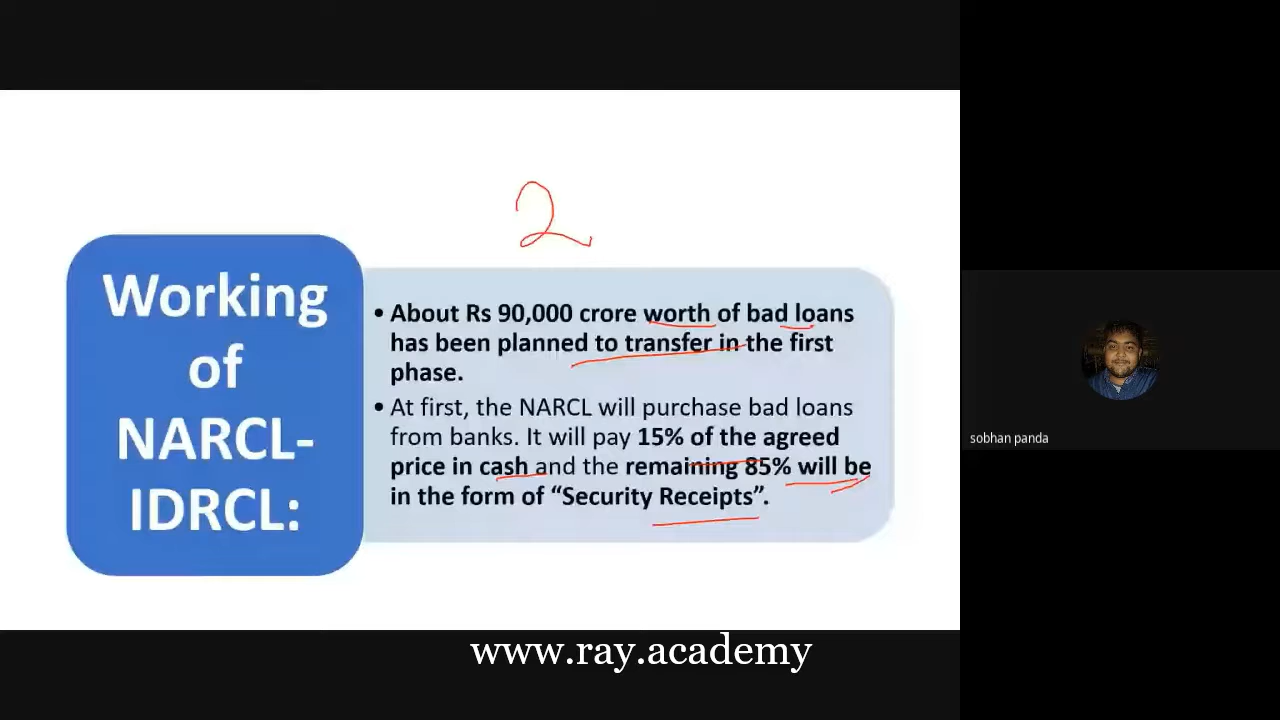 2
Working
of
NARCL-
IDRCL:
• About Rs 90,000 crore worth of bad loans
has been planned to transfer in the first
phase.
• At first, the NARCL will purchase bad loans
from banks. It will pay 15% of the agreed
price in cash and the remaining 85% will be
in the form of “Security Receipts”.
sobhan panda
www.ray.academy